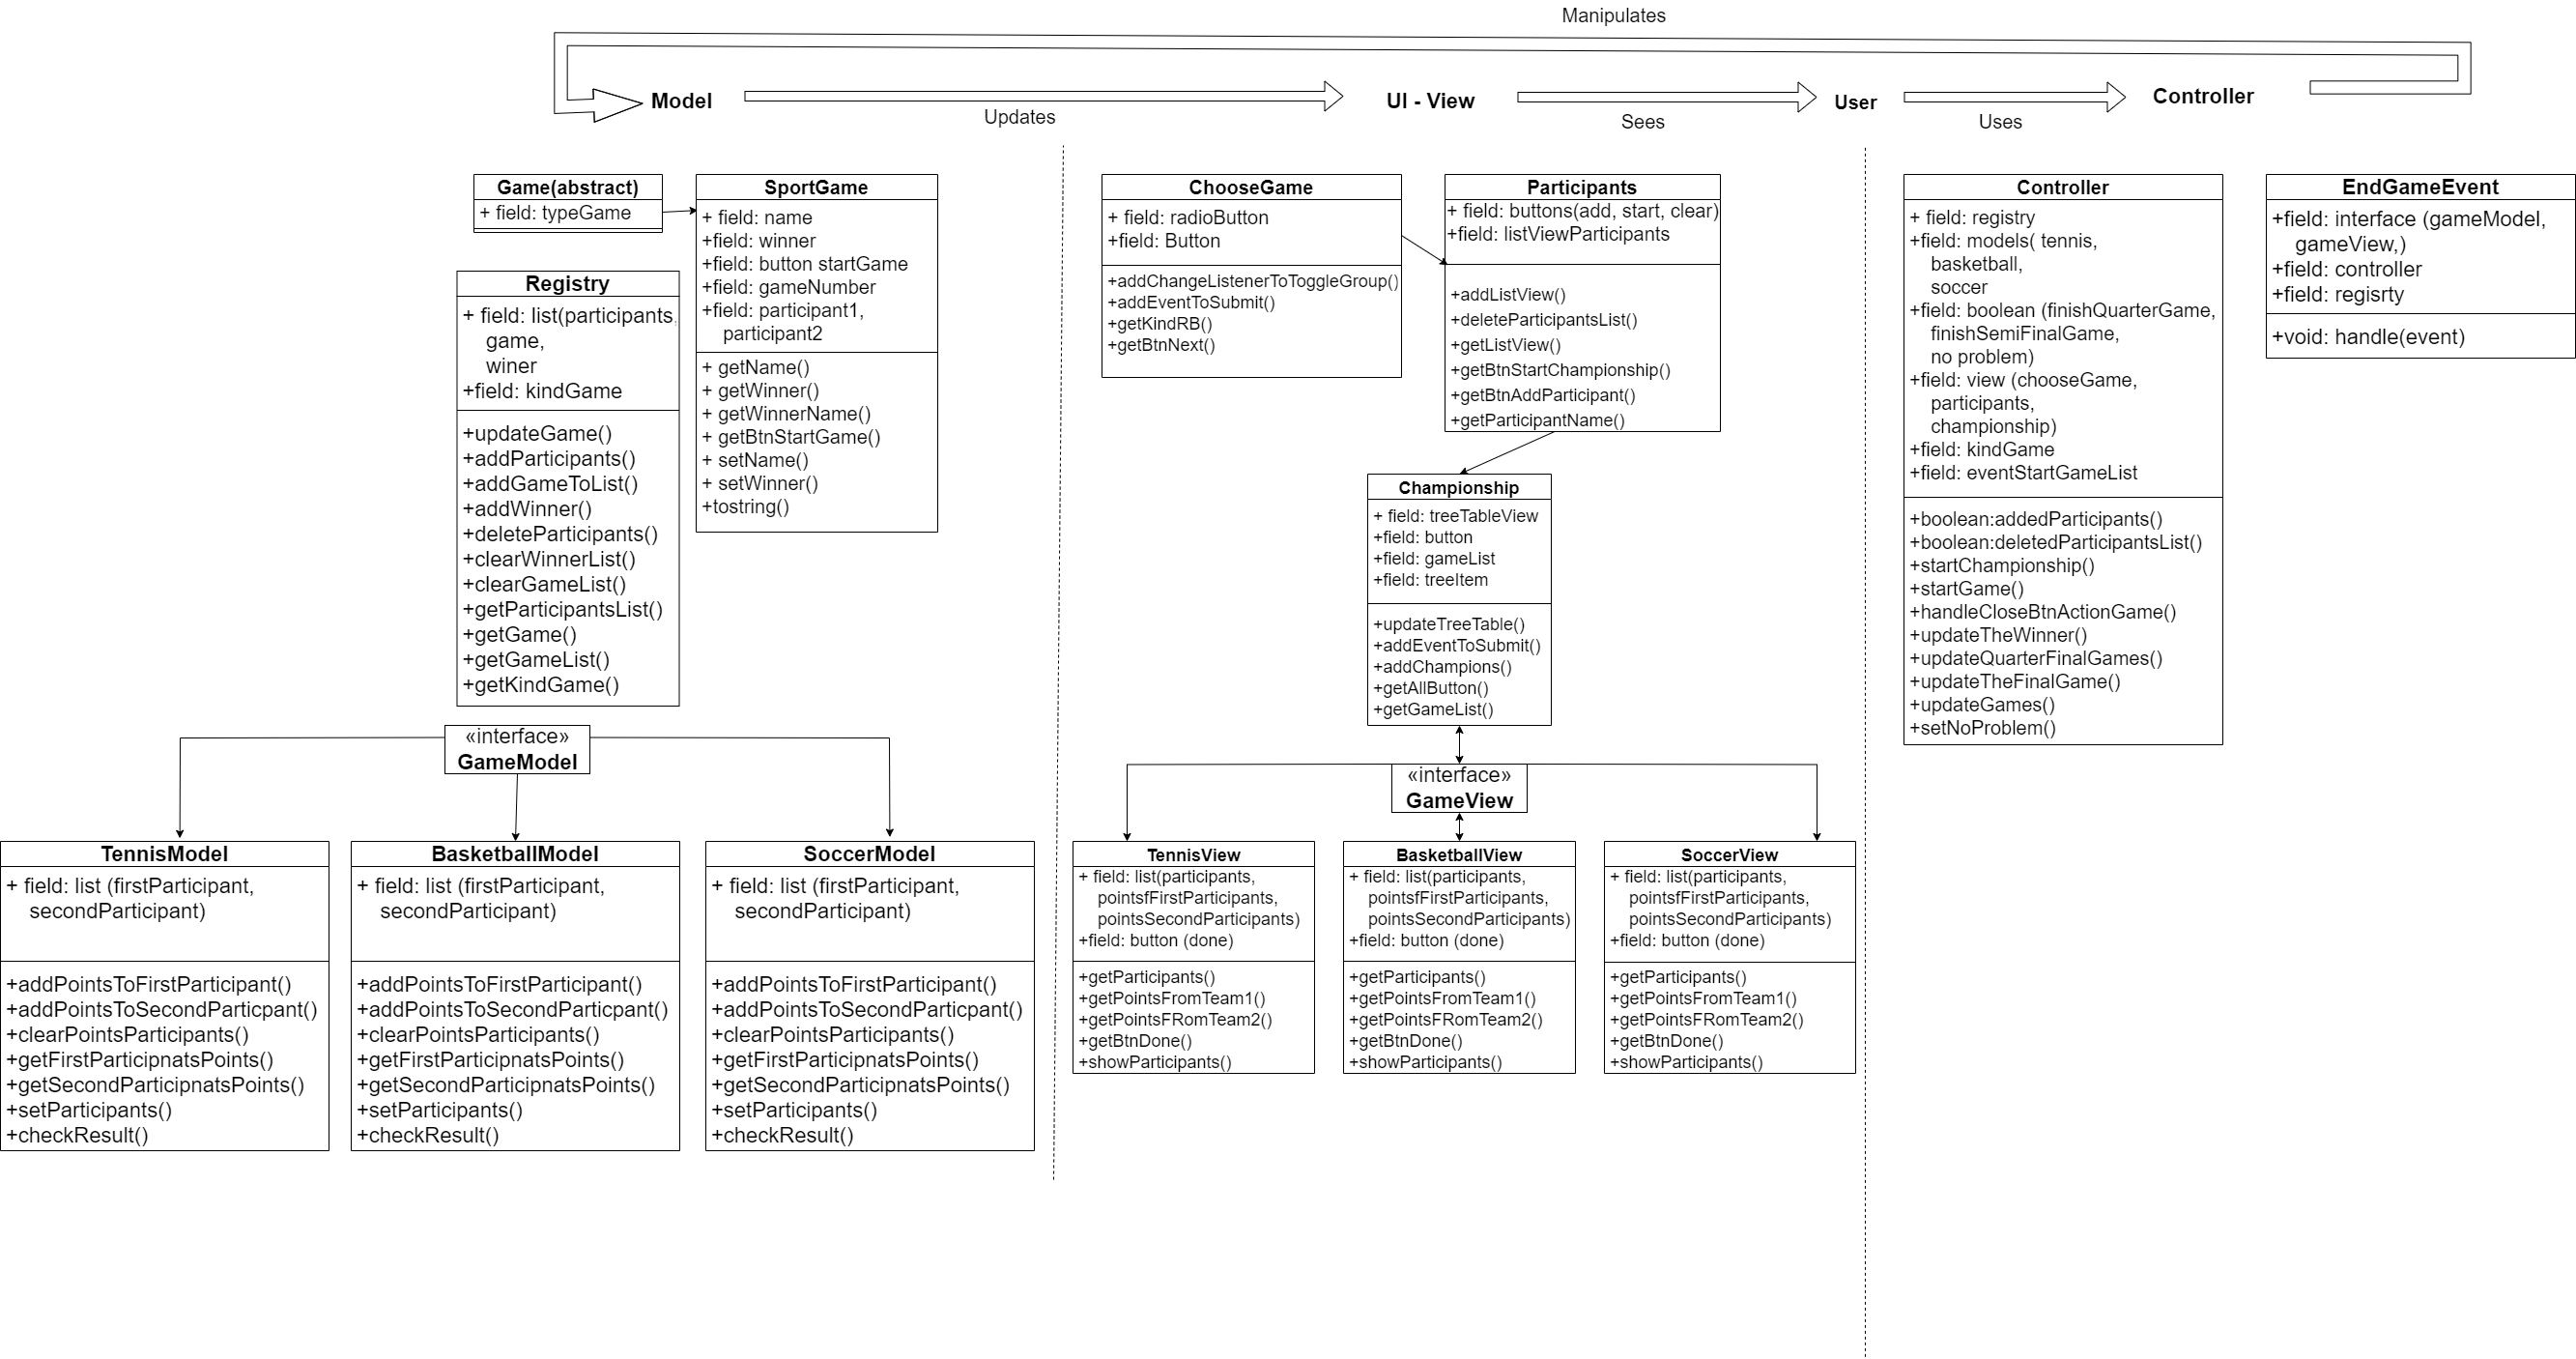 Manipulates
Model
Updates
UI - View
Sees
User
Uses
Controller
Game(abstract)
+ field: typeGame
SportGame
+ field: name
+field: winner
+field: button startGame
+field: gameNumber
+field: participant1,
participant2
+ getName()
+ getWinner()
+ getWinnerName()
+ getBtnStartGame()
+ setName()
+ setWinner()
+tostring()
Registry
+ field: list(participants,
game,
winer
+field: kindGame
+updateGame()
+addParticipants()
+addGameToList()
+addWinner()
+deleteParticipants()
+clearWinnerList()
+clearGameList()
+getParticipantsList()
+getGame()
+getGameList()
+getKindGame()
«interface»
GameModel
TennisModel
+ field: list (firstParticipant,
secondParticipant)
+addPointsToFirstParticipant()
+addPointsToSecondParticpant()
+clearPointsParticipants()
+getFirstParticipnatsPoints()
+getSecondParticipnatsPoints()
+setParticipants()
+checkResult()
BasketballModel
+ field: list (firstParticipant,
secondParticipant)
+addPointsToFirstParticipant()
+addPointsToSecondParticpant()
+clearPointsParticipants()
+getFirstParticipnatsPoints()
+getSecondParticipnatsPoints()
+setParticipants()
+checkResult()
SoccerModel
+ field: list (firstParticipant,
secondParticipant)
+addPointsToFirstParticipant()
+addPointsToSecondParticpant()
+clearPointsParticipants()
+getFirstParticipnatsPoints()
+getSecondParticipnatsPoints()
+setParticipants()
+checkResult()
ChooseGame
+ field: radioButton
+field: Button
+addChangeListenerToToggleGroup()
+addEventToSubmit()
+getKindRB()
+getBtnNext()
Participants
+ field: buttons(add, start, clear)
+field: listViewParticipants
+addListView()
+deleteParticipantsList()
+getListView()
+getBtnStartChampionship()
+getBtnAddParticipant()
+getParticipantName()
Championship
+ field: treeTableView
+field: button
+field: gameList
+field: treeItem
+updateTreeTable()
+addEventToSubmit()
+addChampions()
+getAllButton()
+getGameList()
«interface»
GameView
TennisView
+ field: list(participants,
pointsfFirstParticipants,
pointsSecondParticipants)
+field: button (done)
+getParticipants()
+getPointsFromTeam1()
+getPointsFRomTeam2()
+getBtnDone()
+showParticipants()
BasketballView
+ field: list(participants,
pointsfFirstParticipants,
pointsSecondParticipants)
+field: button (done)
+getParticipants()
+getPointsFromTeam1()
+getPointsFRomTeam2()
+getBtnDone()
+showParticipants()
SoccerView
+ field: list(participants,
pointsfFirstParticipants,
pointsSecondParticipants)
+field: button (done)
+getParticipants()
+getPointsFromTeam1()
+getPointsFRomTeam2()
+getBtnDone()
+showParticipants()
Controller
+ field: registry
+field: models( tennis,
basketball,
soccer
+field: boolean (finishQuarterGame,
finishSemiFinalGame,
no problem)
+field: view (chooseGame,
participants,
championship)
+field: kindGame
+field: eventStartGameList
+boolean:addedParticipants()
+boolean:deletedParticipantsList()
+startChampionship()
+startGame()
+handleCloseBtnActionGame()
+updateTheWinner()
+updateQuarterFinalGames()
+updateTheFinalGame()
+updateGames()
+setNoProblem()
EndGameEvent
+field: interface (gameModel,
gameView,)
+field: controller
+field: regisrty
+void: handle(event)